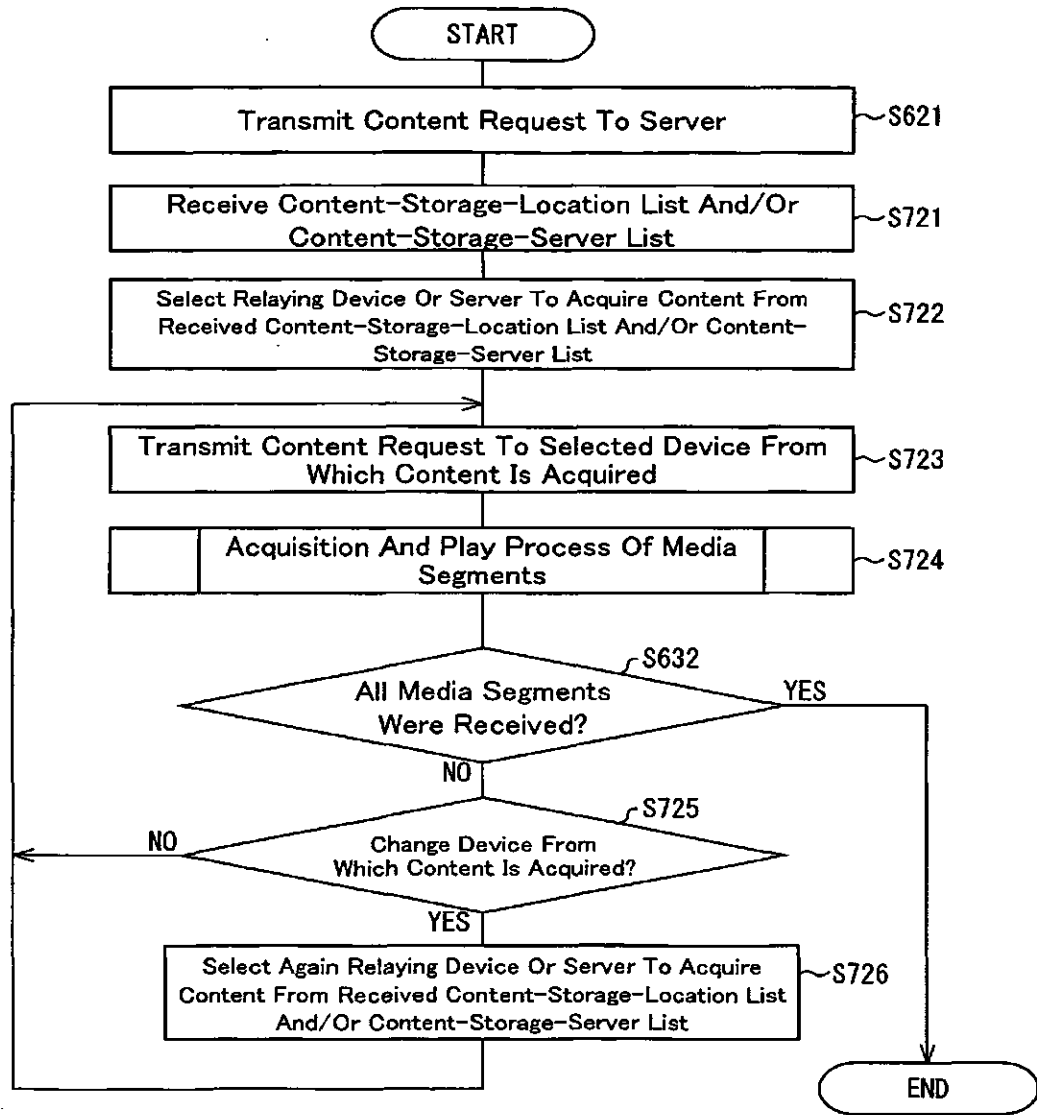 START
Transmit Content Request To Server
S621
Receive Content-Storage-Location List And/Or
Content-Storage-Server List
S721
Select Relaying Device Or Server To Acquire Content From
Received Content-Storage-Location List And/Or Content-
Storage-Server List
S722
Transmit Content Request To Selected Device From
Which Content Is Acquired
S723
Acquisition And Play Process Of Media
Segments
S724
S632
All Media Segments
Were Received?
YES
NO
S725
Change Device From
Which Content Is Acquired?
NO
YES
Select Again Relaying Device Or Server To Acquire
Content From Received Content-Storage-Location List
And/Or Content-Storage-Server List
S726
END